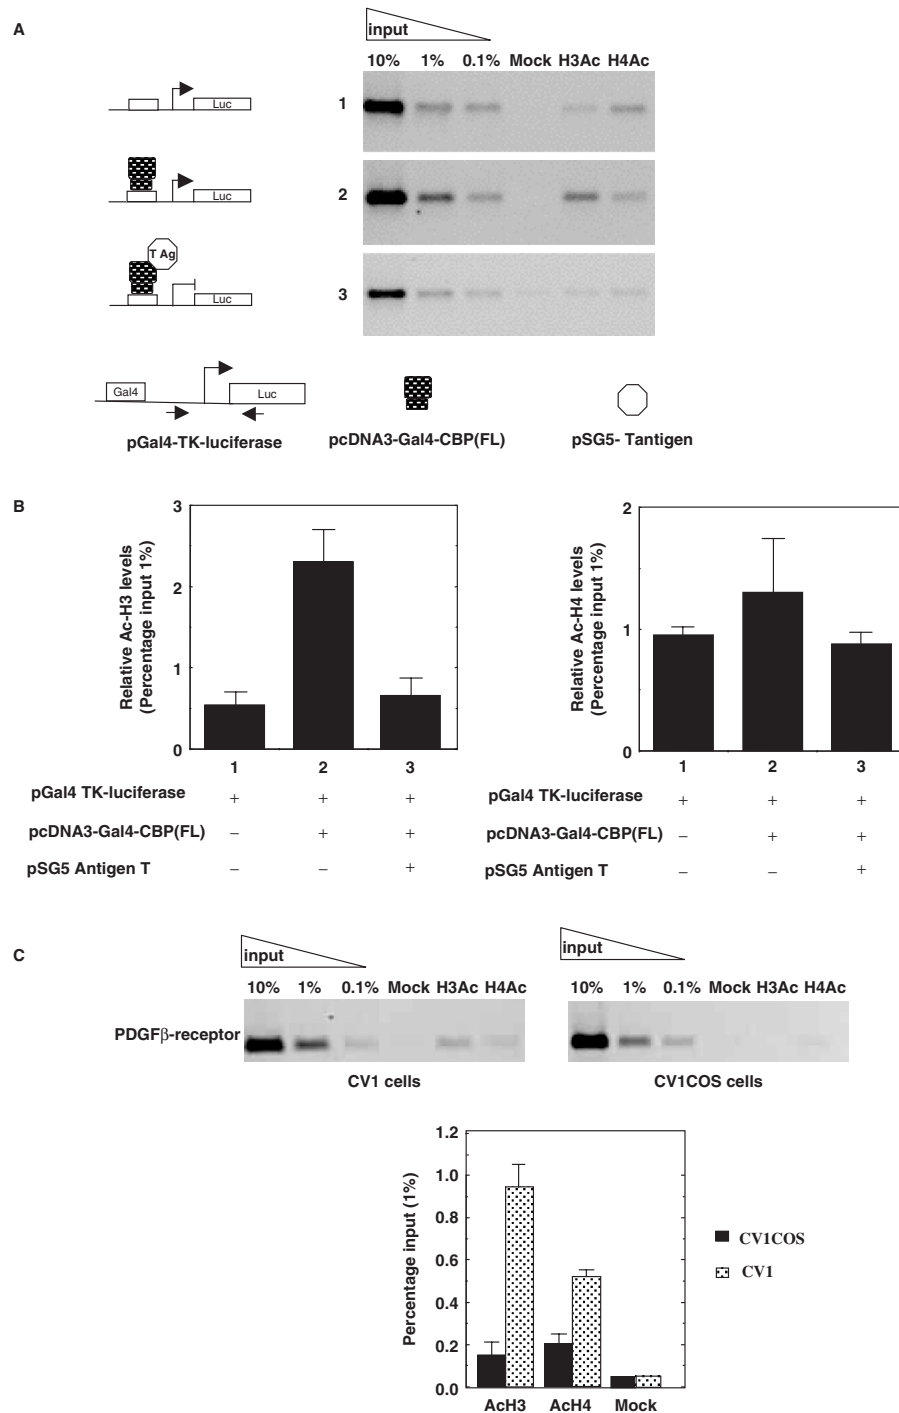 A
input
10% 1% 0.1% Mock H3Ac H4Ac
Luc
1
Luc
2
T Ag
Luc
3
Gal4
Luc
pGal4-TK-luciferase
pcDNA3-Gal4-CBP(FL)
pSG5- Tantigen
B
Relative Ac-H3 levels
(Percentage input 1%)
3
2
1
0
1 2 3
pGal4 TK-luciferase + + +
pcDNA3-Gal4-CBP(FL) – + +
pSG5 Antigen T – – +
Relative Ac-H4 levels
(Percentage input 1%)
2
1
0
1 2 3
pGal4 TK-luciferase + + +
pcDNA3-Gal4-CBP(FL) – + +
pSG5 Antigen T – – +
C
input
10% 1% 0.1% Mock H3Ac H4Ac
PDGFβ-receptor
CV1 cells
input
10% 1% 0.1% Mock H3Ac H4Ac
CV1COS cells
Percentage input (1%)
1.2
1.0
0.8
0.6
0.4
0.2
0.0
AcH3 AcH4 Mock
CV1COS
CV1